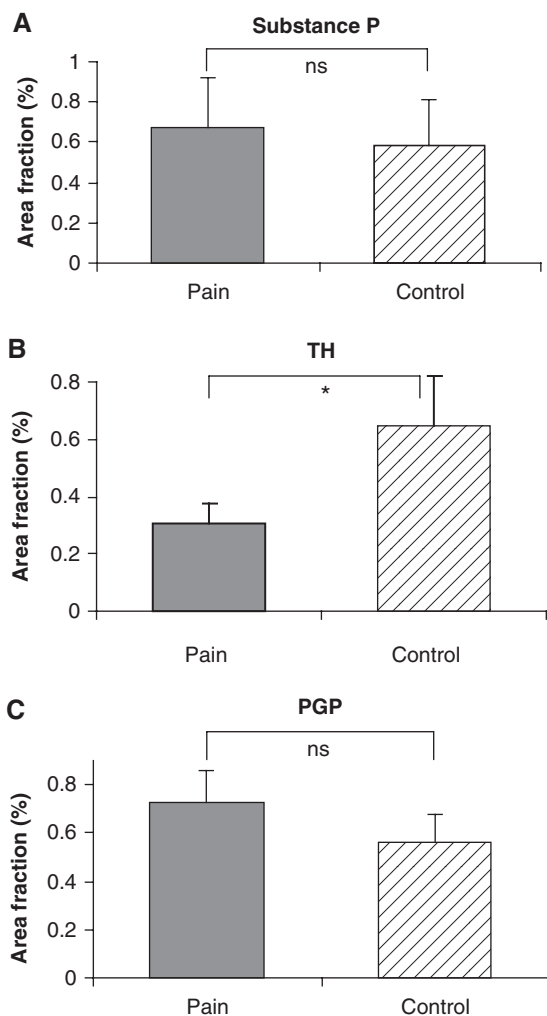 A
Substance P
ns
Area fraction (%)
1
0.8
0.6
0.4
0.2
0
Pain Control
B
TH
*
Area fraction (%)
0.8
0.6
0.4
0.2
0
Pain Control
C
PGP
ns
Area fraction (%)
0.8
0.6
0.4
0.2
0
Pain Control